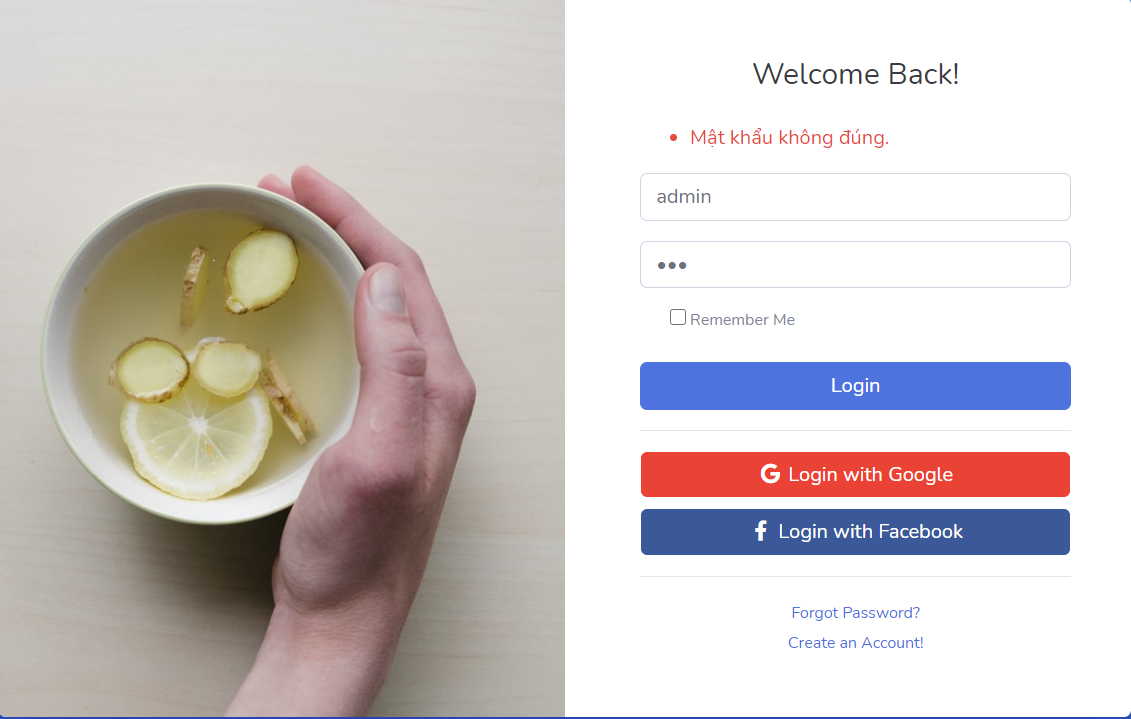 Welcome Back!
Mật khẩu không đúng.
admin
•••
Remember Me
Login
Login with Google
Login with Facebook
Forgot Password?
Create an Account!